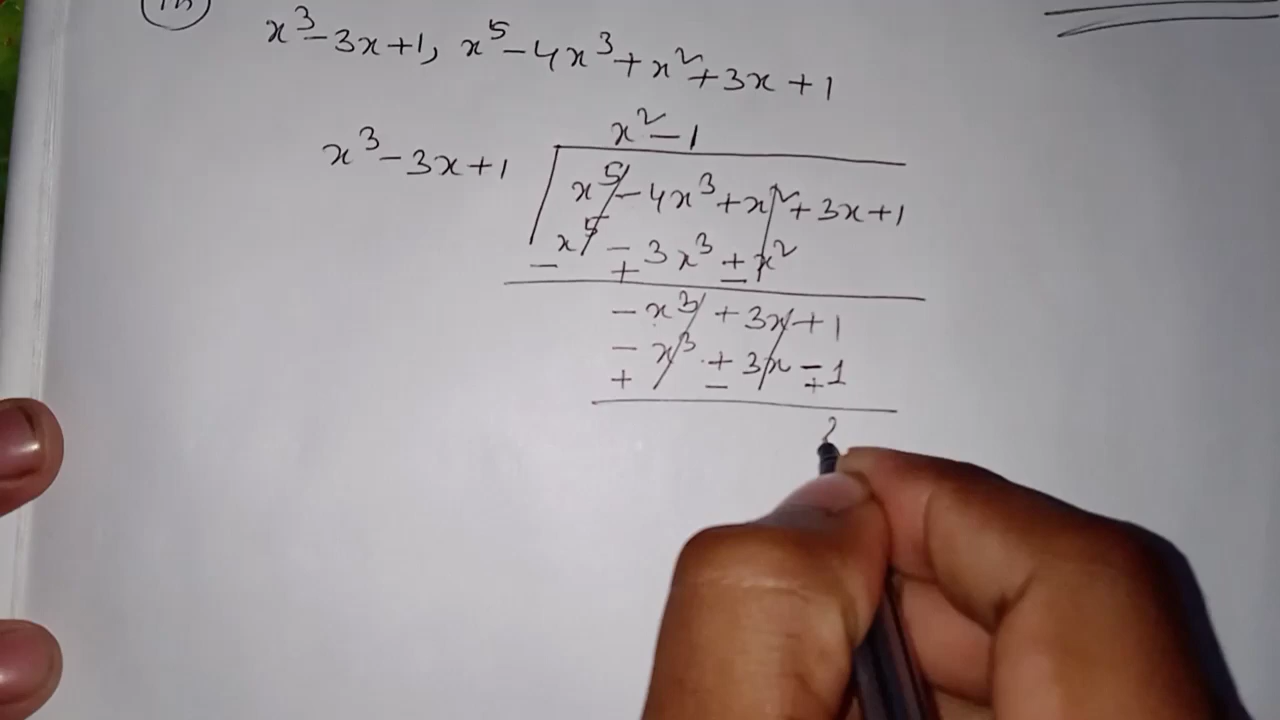 x³-3x+1, x⁵-4x³+x²+3x+1
x²-1
x³-3x+1
x⁵-4x³+x²+3x+1
x⁵-3x³+x²
- + -
-x³+3x+1
-x³+3x-1
+ - +
2